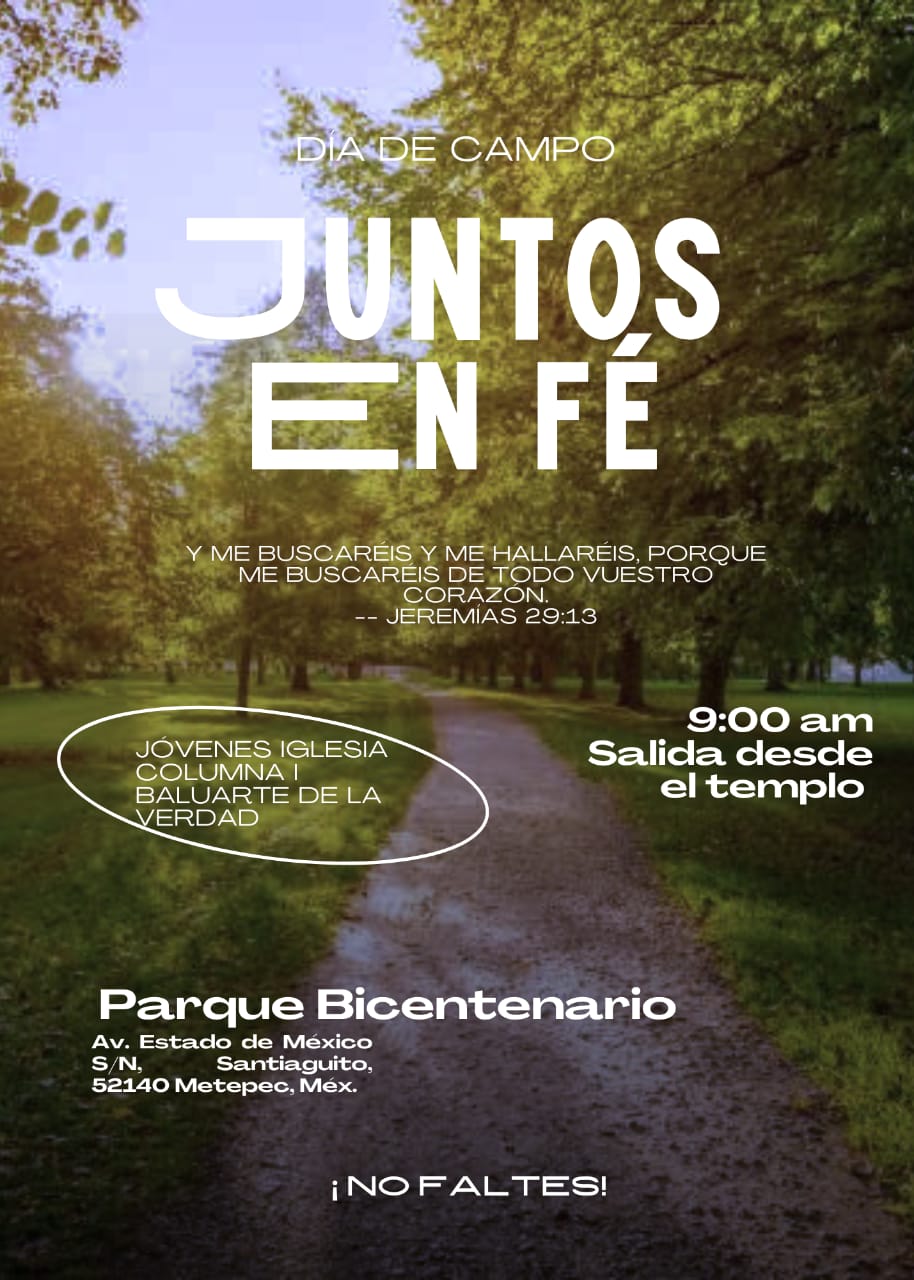 DÍA DE CAMPO
JUNTOS
EN FÉ
Y ME BUSCARÉIS Y ME HALLARÉIS, PORQUE
ME BUSCARÉIS DE TODO VUESTRO
CORAZÓN.
-- JEREMÍAS 29:13
JÓVENES IGLESIA
COLUMNA I
BALUARTE DE LA
VERDAD
9:00 am
Salida desde
el templo
Parque Bicentenario
Av. Estado de México
S/N, Santiaguito,
52140 Metepec, Méx.
¡NO FALTES!